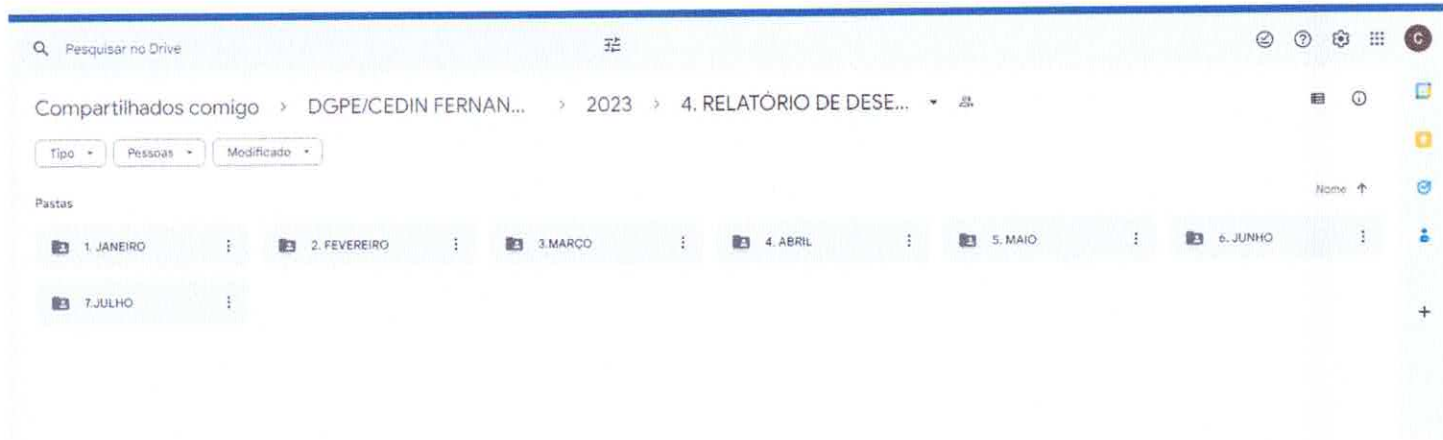 Pesquisar no Drive
C
Compartilhados comigo > DGPE/CEDIN FERNAN... > 2023 > 4. RELATÓRIO DE DESE...
Tipo Pessoas Modificado
Nome ↑
Pastas
1. JANEIRO 2. FEVEREIRO 3.MARÇO 4. ABRIL 5. MAIO 6. JUNHO
7.JULHO